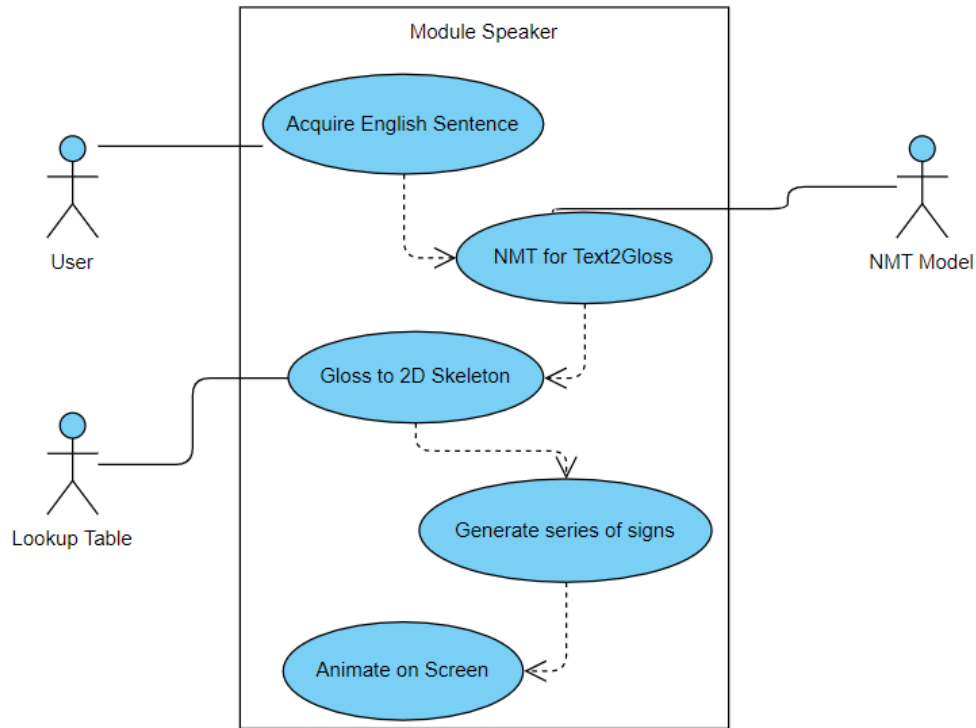 Module Speaker
Acquire English Sentence
User
NMT for Text2Gloss
NMT Model
Gloss to 2D Skeleton
Lookup Table
Generate series of signs
Animate on Screen